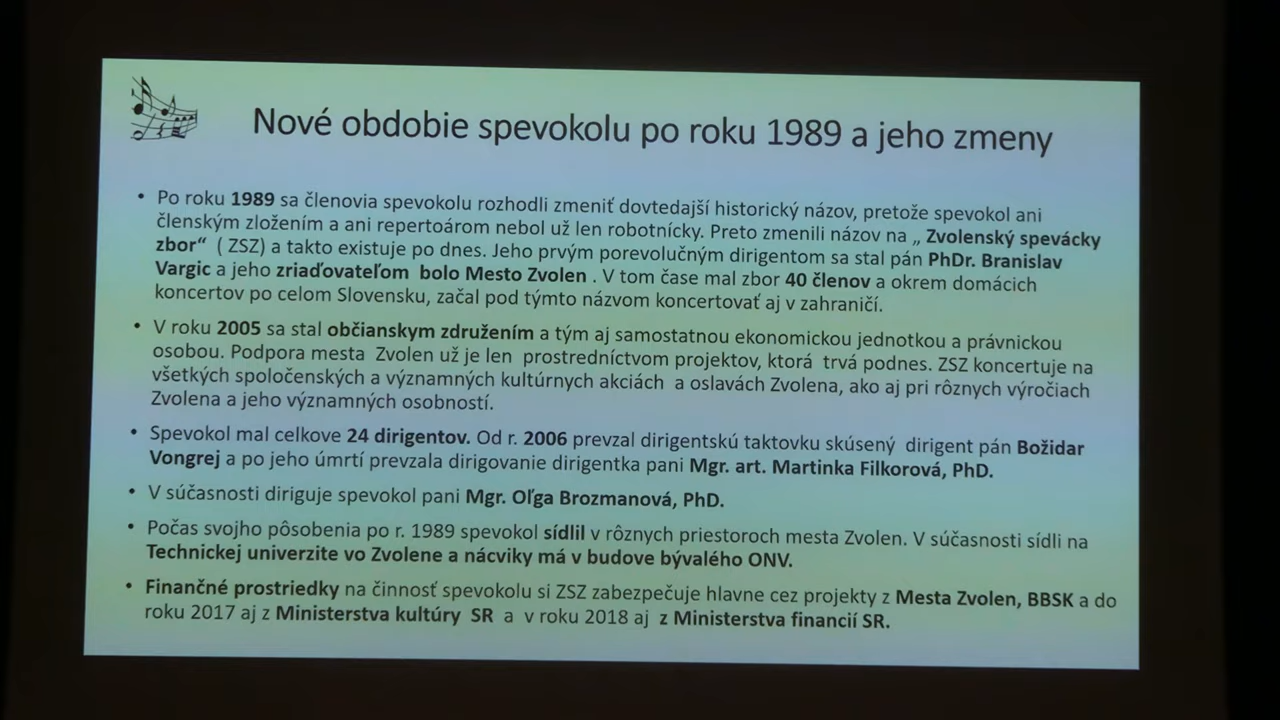 Nové obdobie spevokolu po roku 1989 a jeho zmeny
• Po roku 1989 sa členovia spevokolu rozhodli zmeniť dovtedajší historický názov, pretože spevokol ani
členským zložením a ani repertoárom nebol už len robotnícky. Preto zmenili názov na „ Zvolenský spevácky
zbor“ ( ZSZ) a takto existuje po dnes. Jeho prvým porevolučným dirigentom sa stal pán PhDr. Branislav
Vargic a jeho zriaďovateľom bolo Mesto Zvolen . V tom čase mal zbor 40 členov a okrem domácich
koncertov po celom Slovensku, začal pod týmto názvom koncertovať aj v zahraničí.
• V roku 2005 sa stal občianskym združením a tým aj samostatnou ekonomickou jednotkou a právnickou
osobou. Podpora mesta Zvolen už je len prostredníctvom projektov, ktorá trvá podnes. ZSZ koncertuje na
všetkých spoločenských a významných kultúrnych akciách a oslavách Zvolena, ako aj pri rôznych výročiach
Zvolena a jeho významných osobností.
• Spevokol mal celkove 24 dirigentov. Od r. 2006 prevzal dirigentskú taktovku skúsený dirigent pán Božidar
Vongrej a po jeho úmrtí prevzala dirigovanie dirigentka pani Mgr. art. Martinka Filkorová, PhD.
• V súčasnosti diriguje spevokol pani Mgr. Oľga Brozmanová, PhD.
• Počas svojho pôsobenia po r. 1989 spevokol sídlil v rôznych priestoroch mesta Zvolen. V súčasnosti sídli na
Technickej univerzite vo Zvolene a nácviky má v budove bývalého ONV.
• Finančné prostriedky na činnosť spevokolu si ZSZ zabezpečuje hlavne cez projekty z Mesta Zvolen, BBSK a do
roku 2017 aj z Ministerstva kultúry SR a v roku 2018 aj z Ministerstva financií SR.